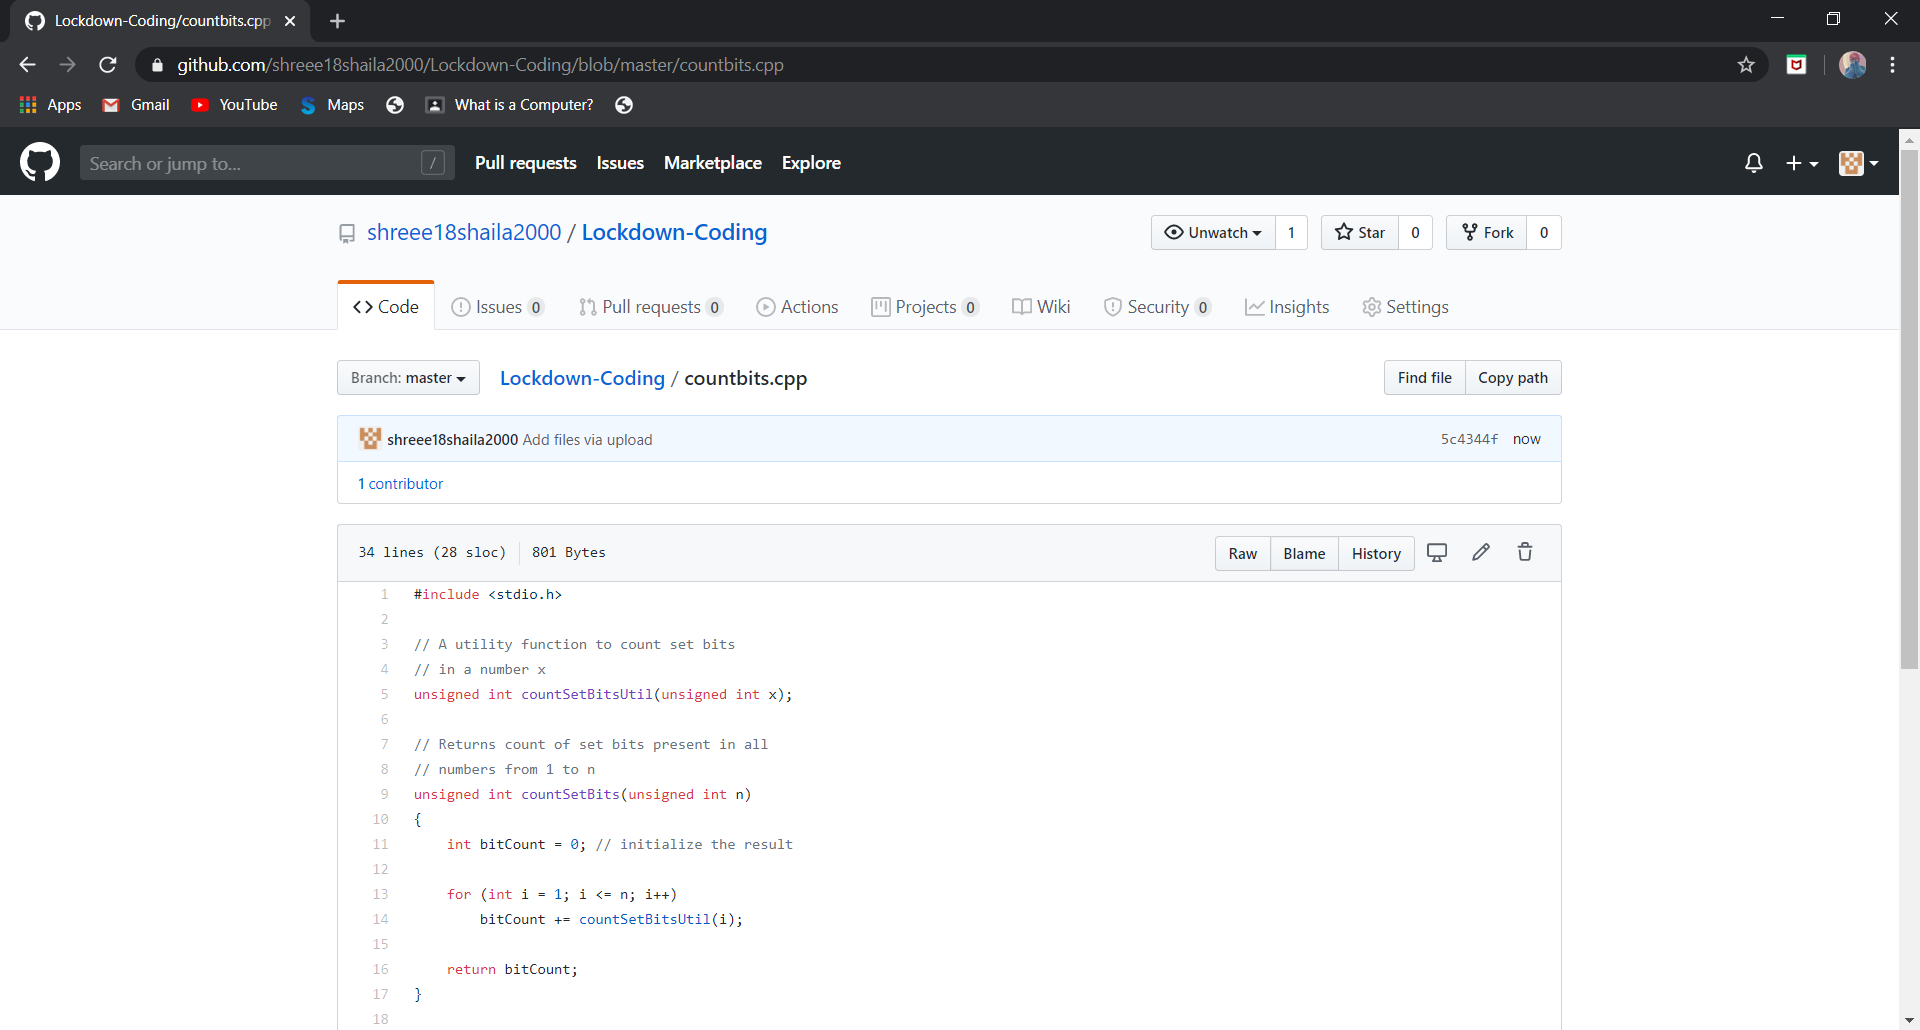 Lockdown-Coding/countbits.cpp
github.com/shreee18shaila2000/Lockdown-Coding/blob/master/countbits.cpp
Apps Gmail YouTube Maps What is a Computer?
Search or jump to... / Pull requests Issues Marketplace Explore
shreee18shaila2000 / Lockdown-Coding Unwatch 1 Star 0 Fork 0
Code Issues 0 Pull requests 0 Actions Projects 0 Wiki Security 0 Insights Settings
Branch: master Lockdown-Coding / countbits.cpp Find file Copy path
shreee18shaila2000 Add files via upload 5c4344f now
1 contributor
34 lines (28 sloc) 801 Bytes Raw Blame History
1 #include <stdio.h>
2
3 // A utility function to count set bits
4 // in a number x
5 unsigned int countSetBitsUtil(unsigned int x);
6
7 // Returns count of set bits present in all
8 // numbers from 1 to n
9 unsigned int countSetBits(unsigned int n)
10 {
11 int bitCount = 0; // initialize the result
12
13 for (int i = 1; i <= n; i++)
14 bitCount += countSetBitsUtil(i);
15
16 return bitCount;
17 }
18